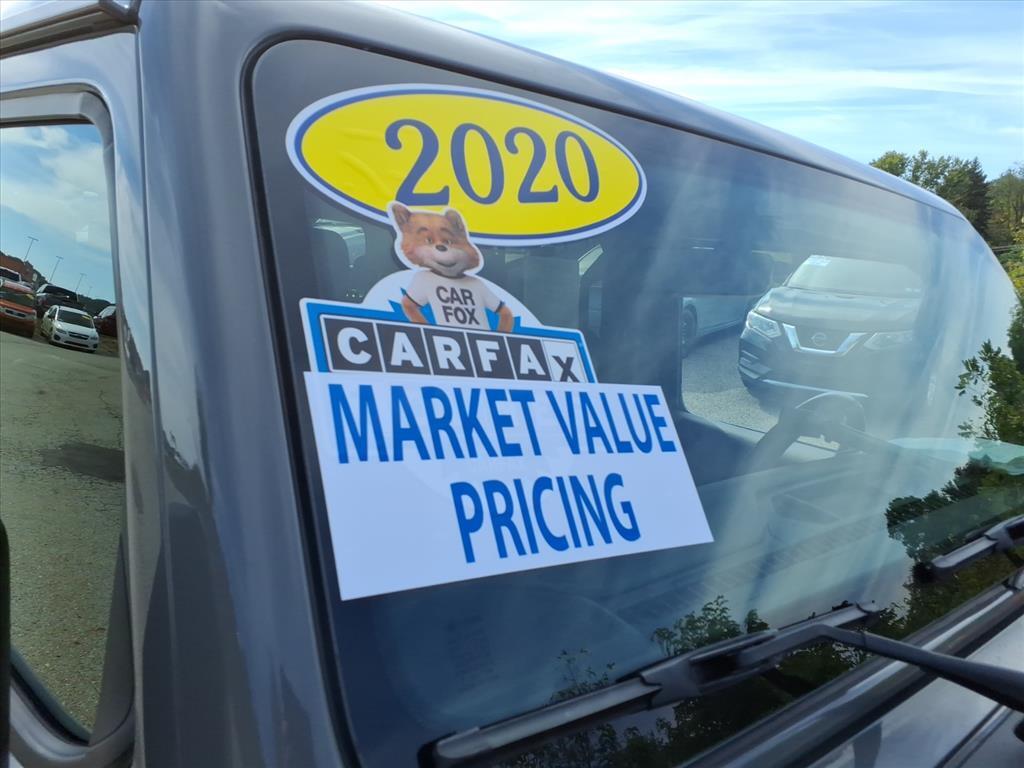 2020
CAR
FOX
CARFAX
MARKET VALUE
PRICING